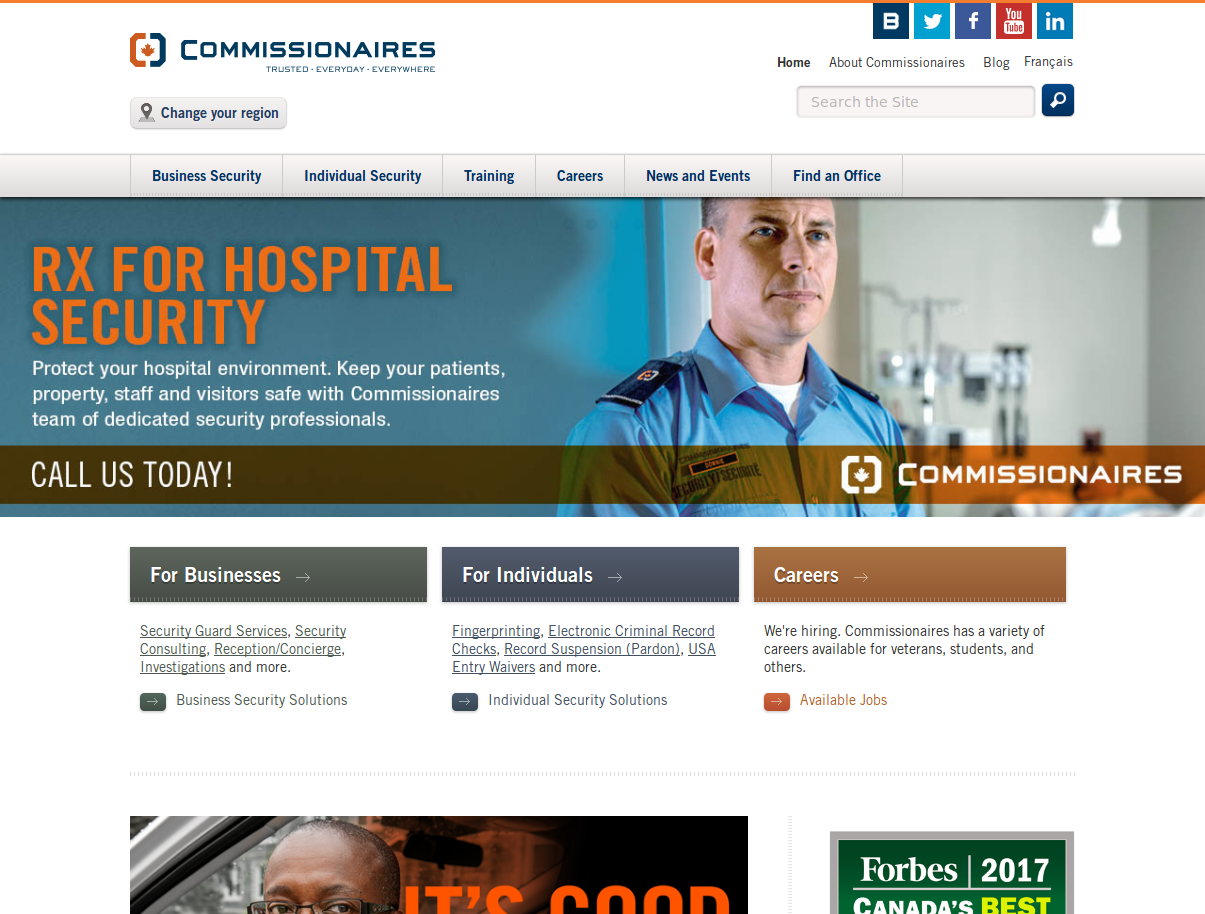 B
You
Tube
in
COMMISSIONAIRES
TRUSTED · EVERYDAY · EVERYWHERE
Home About Commissionaires Blog Français
Search the Site
Change your region
Business Security Individual Security Training Careers News and Events Find an Office
RX FOR HOSPITAL
SECURITY
Protect your hospital environment. Keep your patients,
property, staff and visitors safe with Commissionaires
team of dedicated security professionals.
COMMISSIONAIRES
DONNIE
SECURITY/SÉCURITÉ
CALL US TODAY!
COMMISSIONAIRES
For Businesses → For Individuals → Careers →
Security Guard Services, Security
Consulting, Reception/Concierge,
Investigations and more.
→ Business Security Solutions
Fingerprinting, Electronic Criminal Record
Checks, Record Suspension (Pardon), USA
Entry Waivers and more.
→ Individual Security Solutions
We're hiring. Commissionaires has a variety of
careers available for veterans, students, and
others.
→ Available Jobs
IT'S GOOD
Forbes | 2017
CANADA'S BEST